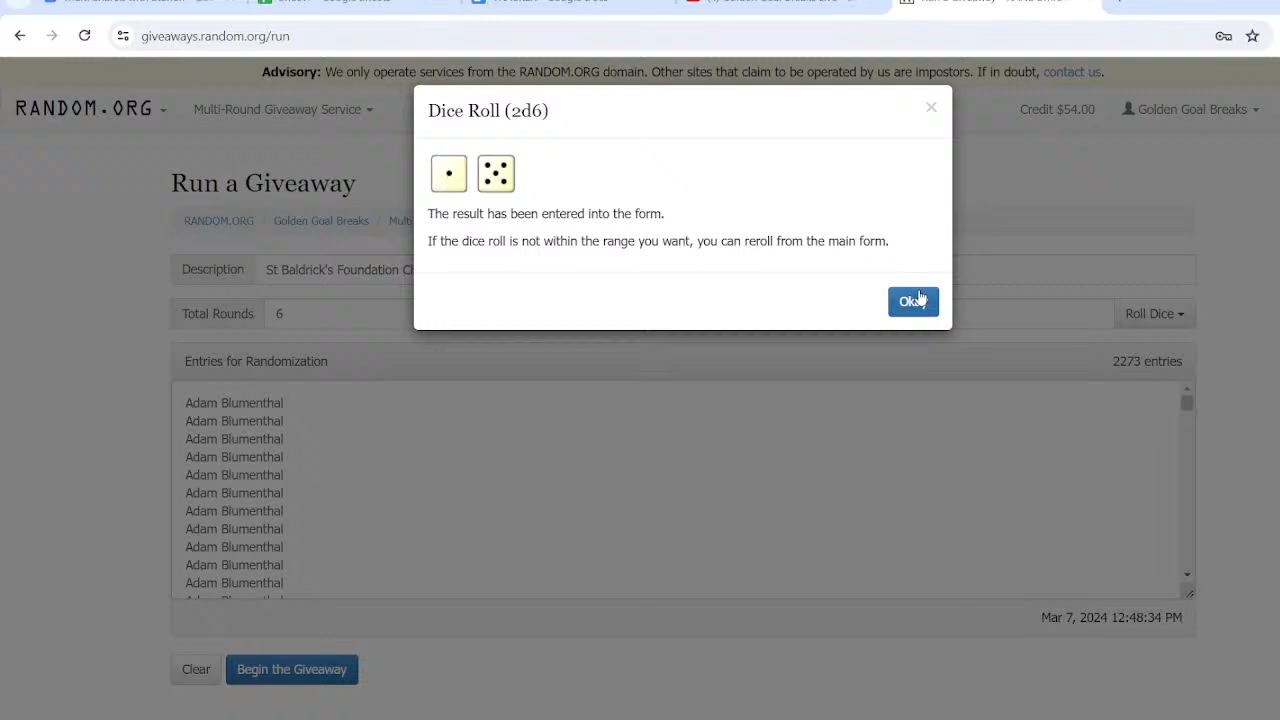 giveaways.random.org/run
Advisory: We only operate services from the RANDOM.ORG domain. Other sites that claim to be operated by us are impostors. If in doubt, contact us.
RANDOM.ORG
Multi-Round Giveaway Service
Credit $54.00
Golden Goal Breaks
Dice Roll (2d6)
×
The result has been entered into the form.
If the dice roll is not within the range you want, you can reroll from the main form.
Run a Giveaway
RANDOM.ORG
Golden Goal Breaks
/
Description
St Baldrick's Foundation
Total Rounds
6
Roll Dice
Entries for Randomization
2273 entries
Adam Blumenthal
Adam Blumenthal
Adam Blumenthal
Adam Blumenthal
Adam Blumenthal
Adam Blumenthal
Adam Blumenthal
Adam Blumenthal
Adam Blumenthal
Adam Blumenthal
Adam Blumenthal
Mar 7, 2024 12:48:34 PM
Clear
Begin the Giveaway